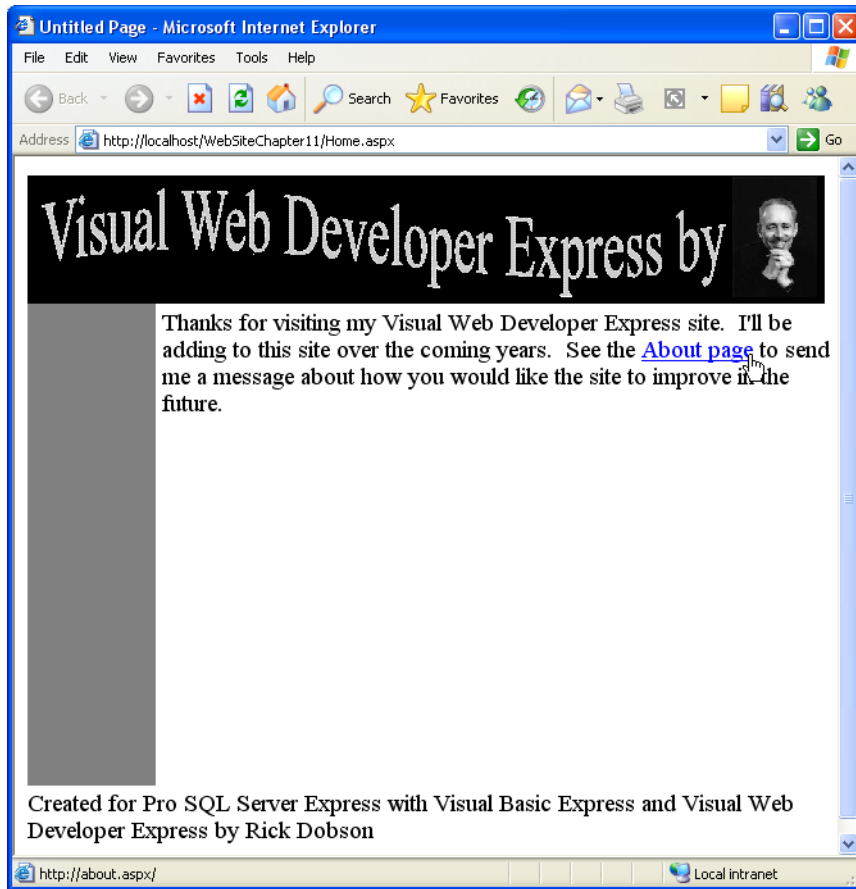 Untitled Page - Microsoft Internet Explorer
File Edit View Favorites Tools Help
Back Search Favorites
Address http://localhost/WebSiteChapter11/Home.aspx Go
Visual Web Developer Express by
Thanks for visiting my Visual Web Developer Express site. I'll be
adding to this site over the coming years. See the About page to send
me a message about how you would like the site to improve in the
future.
Created for Pro SQL Server Express with Visual Basic Express and Visual Web
Developer Express by Rick Dobson
http://about.aspx/ Local intranet